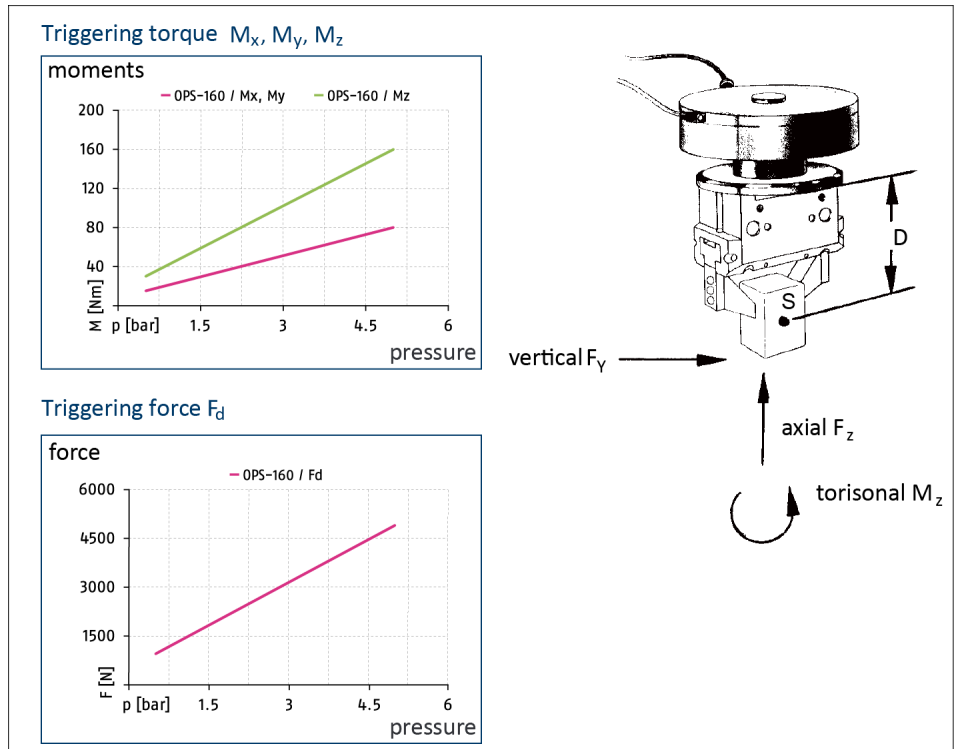 Triggering torque Mx, My, Mz
moments
OPS-160 / Mx, My OPS-160 / Mz
200
160
120
80
40
M [Nm]
p [bar] 1.5 3 4.5 6
pressure
Triggering force Fd
force
OPS-160 / Fd
6000
4500
3000
1500
F [N]
p [bar] 1.5 3 4.5 6
pressure
D
S
vertical FY
axial Fz
torisonal Mz